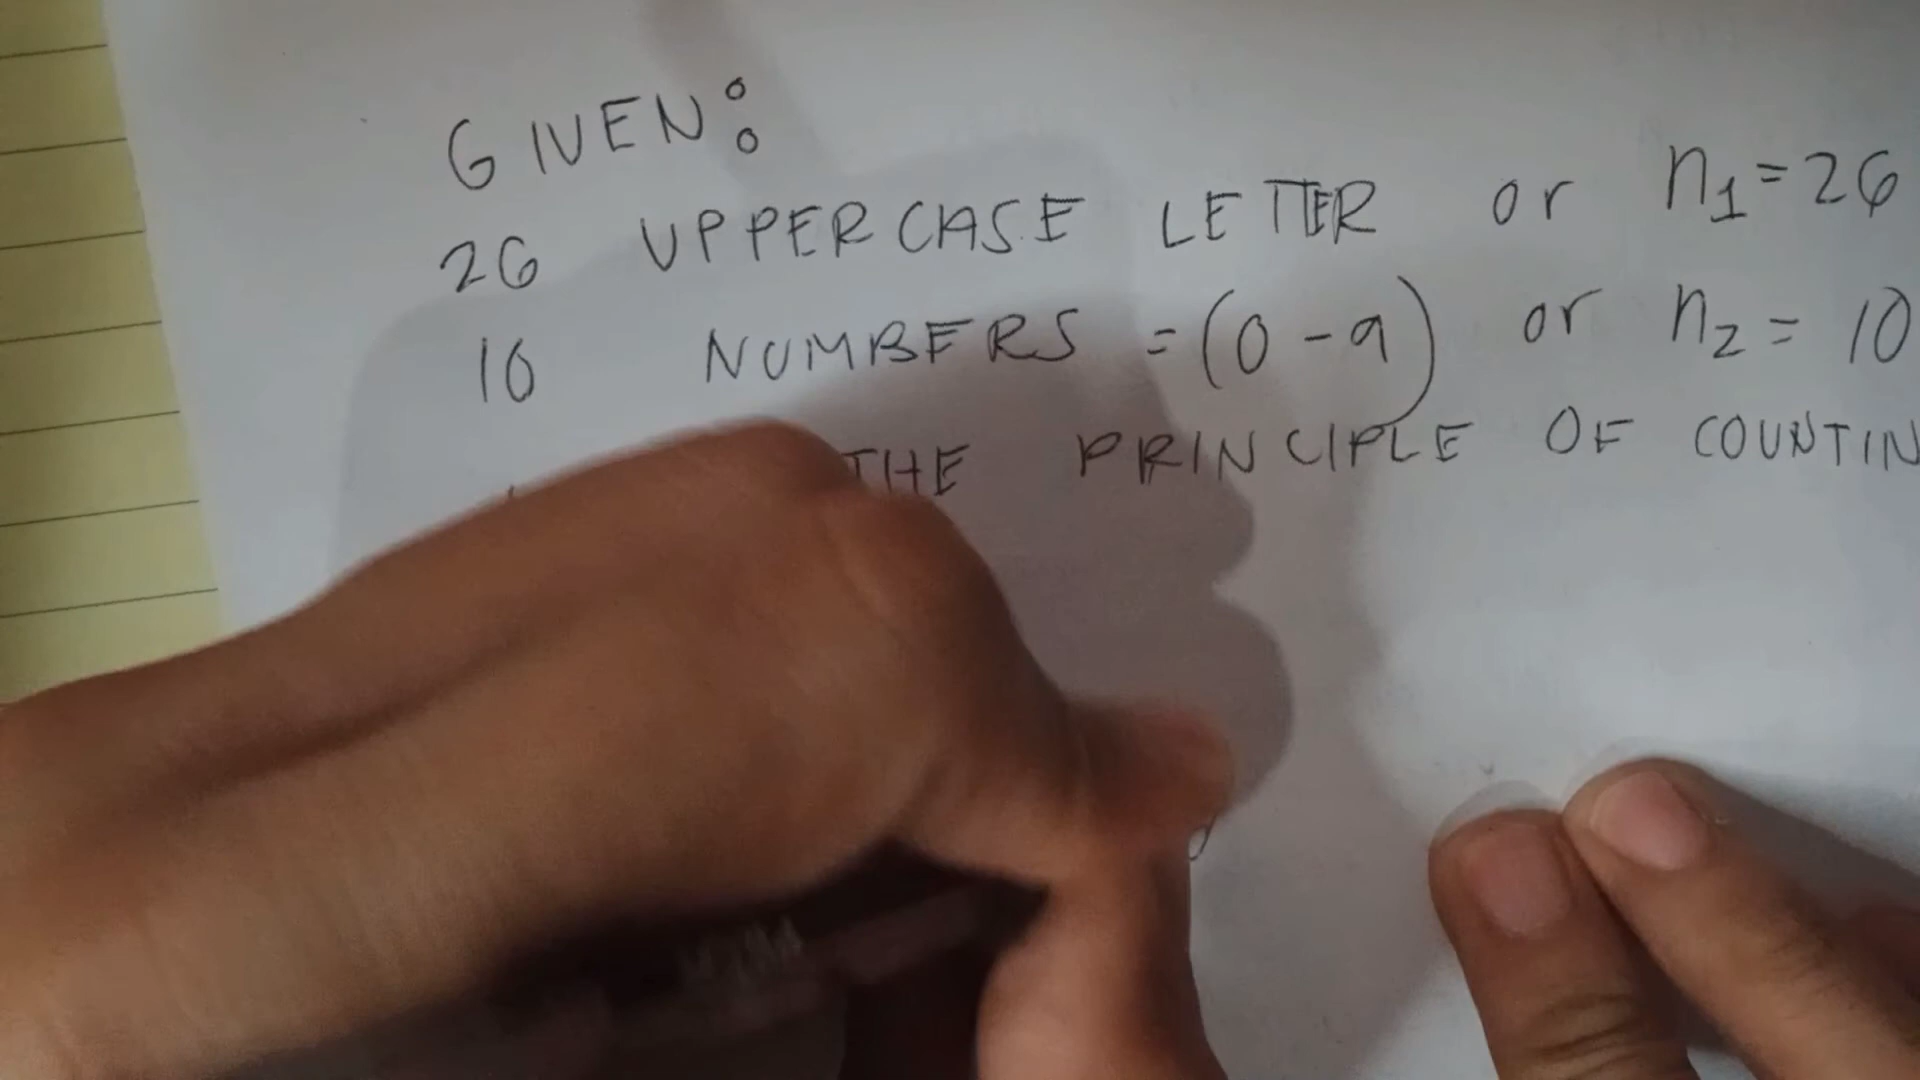 GIVEN:
26 UPPERCASE LETTER or n1=26
10 NUMBERS = (0-9) or n2= 10
THE PRINCIPLE OF COUNTIN